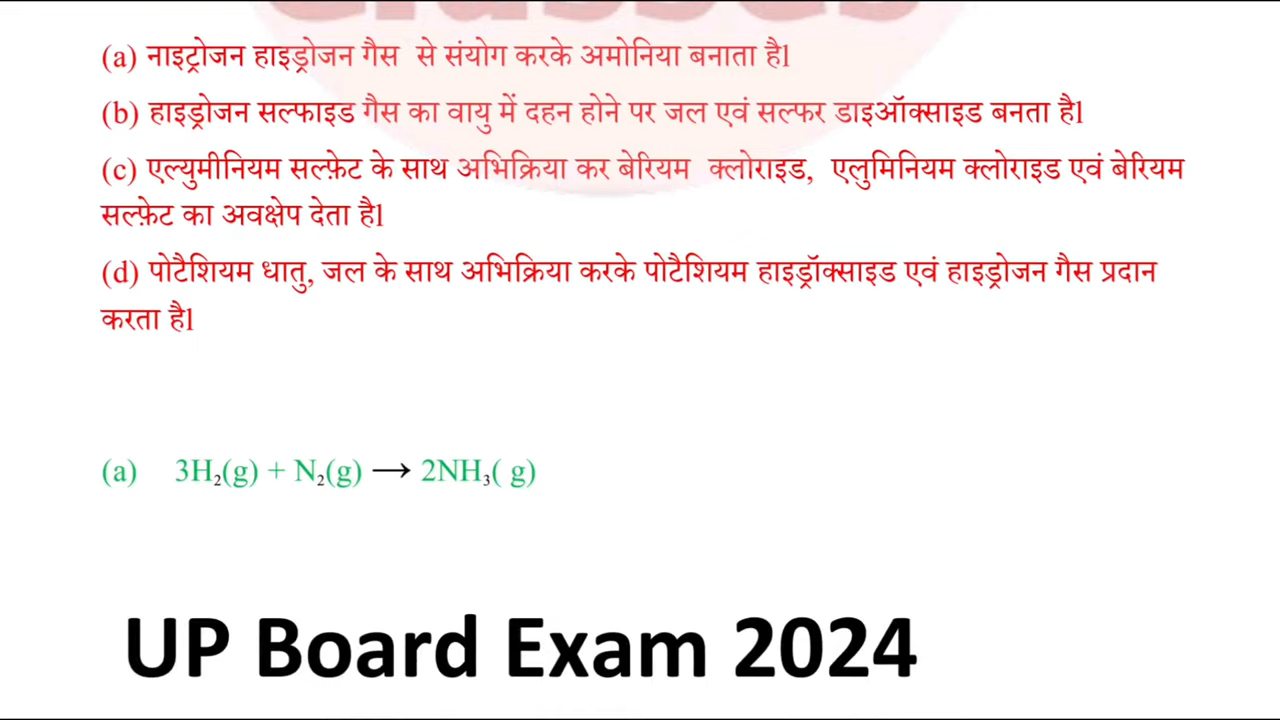 (a) नाइट्रोजन हाइड्रोजन गैस से संयोग करके अमोनिया बनाता हैl
(b) हाइड्रोजन सल्फाइड गैस का वायु में दहन होने पर जल एवं सल्फर डाइऑक्साइड बनता हैl
(c) एल्युमीनियम सल्फ़ेट के साथ अभिक्रिया कर बेरियम क्लोराइड, एलुमिनियम क्लोराइड एवं बेरियम
सल्फ़ेट का अवक्षेप देता हैl
(d) पोटैशियम धातु, जल के साथ अभिक्रिया करके पोटैशियम हाइड्रॉक्साइड एवं हाइड्रोजन गैस प्रदान
करता हैl
(a) 3H₂(g) + N₂(g) ⟶ 2NH₃( g)
UP Board Exam 2024